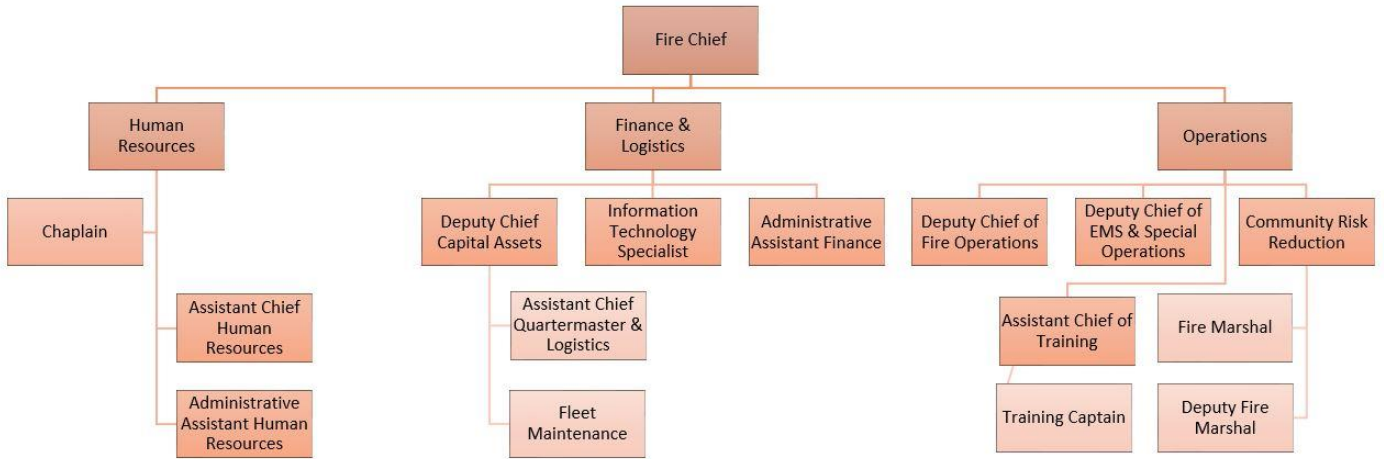 Fire Chief
Human
Resources
Finance &
Logistics
Operations
Chaplain
Deputy Chief
Capital Assets
Information
Technology
Specialist
Administrative
Assistant Finance
Deputy Chief of
Fire Operations
Deputy Chief of
EMS & Special
Operations
Community Risk
Reduction
Assistant Chief
Human
Resources
Assistant Chief
Quartermaster &
Logistics
Assistant Chief of
Training
Fire Marshal
Administrative
Assistant Human
Resources
Fleet
Maintenance
Training Captain
Deputy Fire
Marshal